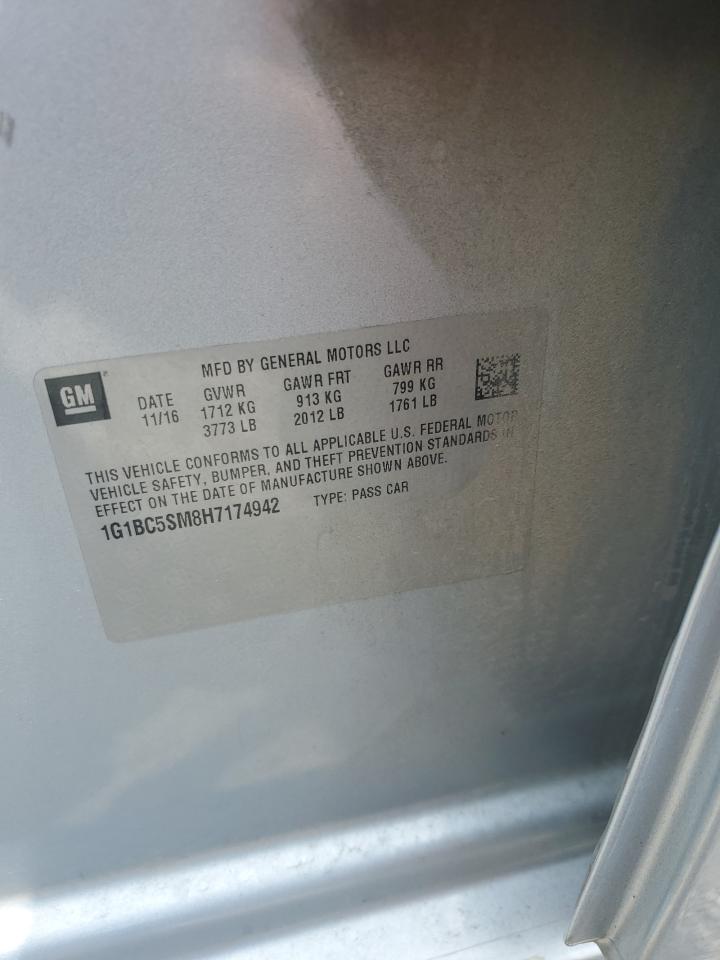 GM
MFD BY GENERAL MOTORS LLC
DATE GVWR GAWR FRT GAWR RR
11/16 1712 KG 913 KG 799 KG
3773 LB 2012 LB 1761 LB
THIS VEHICLE CONFORMS TO ALL APPLICABLE U.S. FEDERAL MOTOR
VEHICLE SAFETY, BUMPER, AND THEFT PREVENTION STANDARDS IN
EFFECT ON THE DATE OF MANUFACTURE SHOWN ABOVE.
1G1BC5SM8H7174942 TYPE: PASS CAR